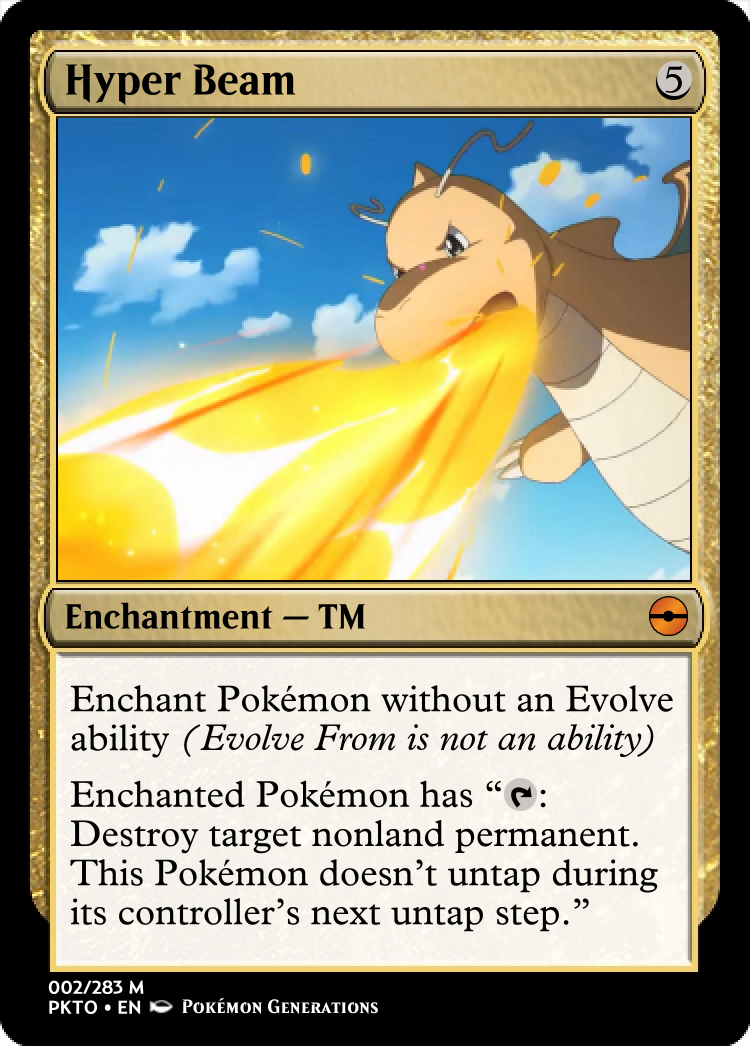 Hyper Beam 5
Enchantment — TM
Enchant Pokémon without an Evolve
ability (Evolve From is not an ability)
Enchanted Pokémon has “ :
Destroy target nonland permanent.
This Pokémon doesn’t untap during
its controller’s next untap step.”
002/283 M
PKTO • EN Pokémon Generations